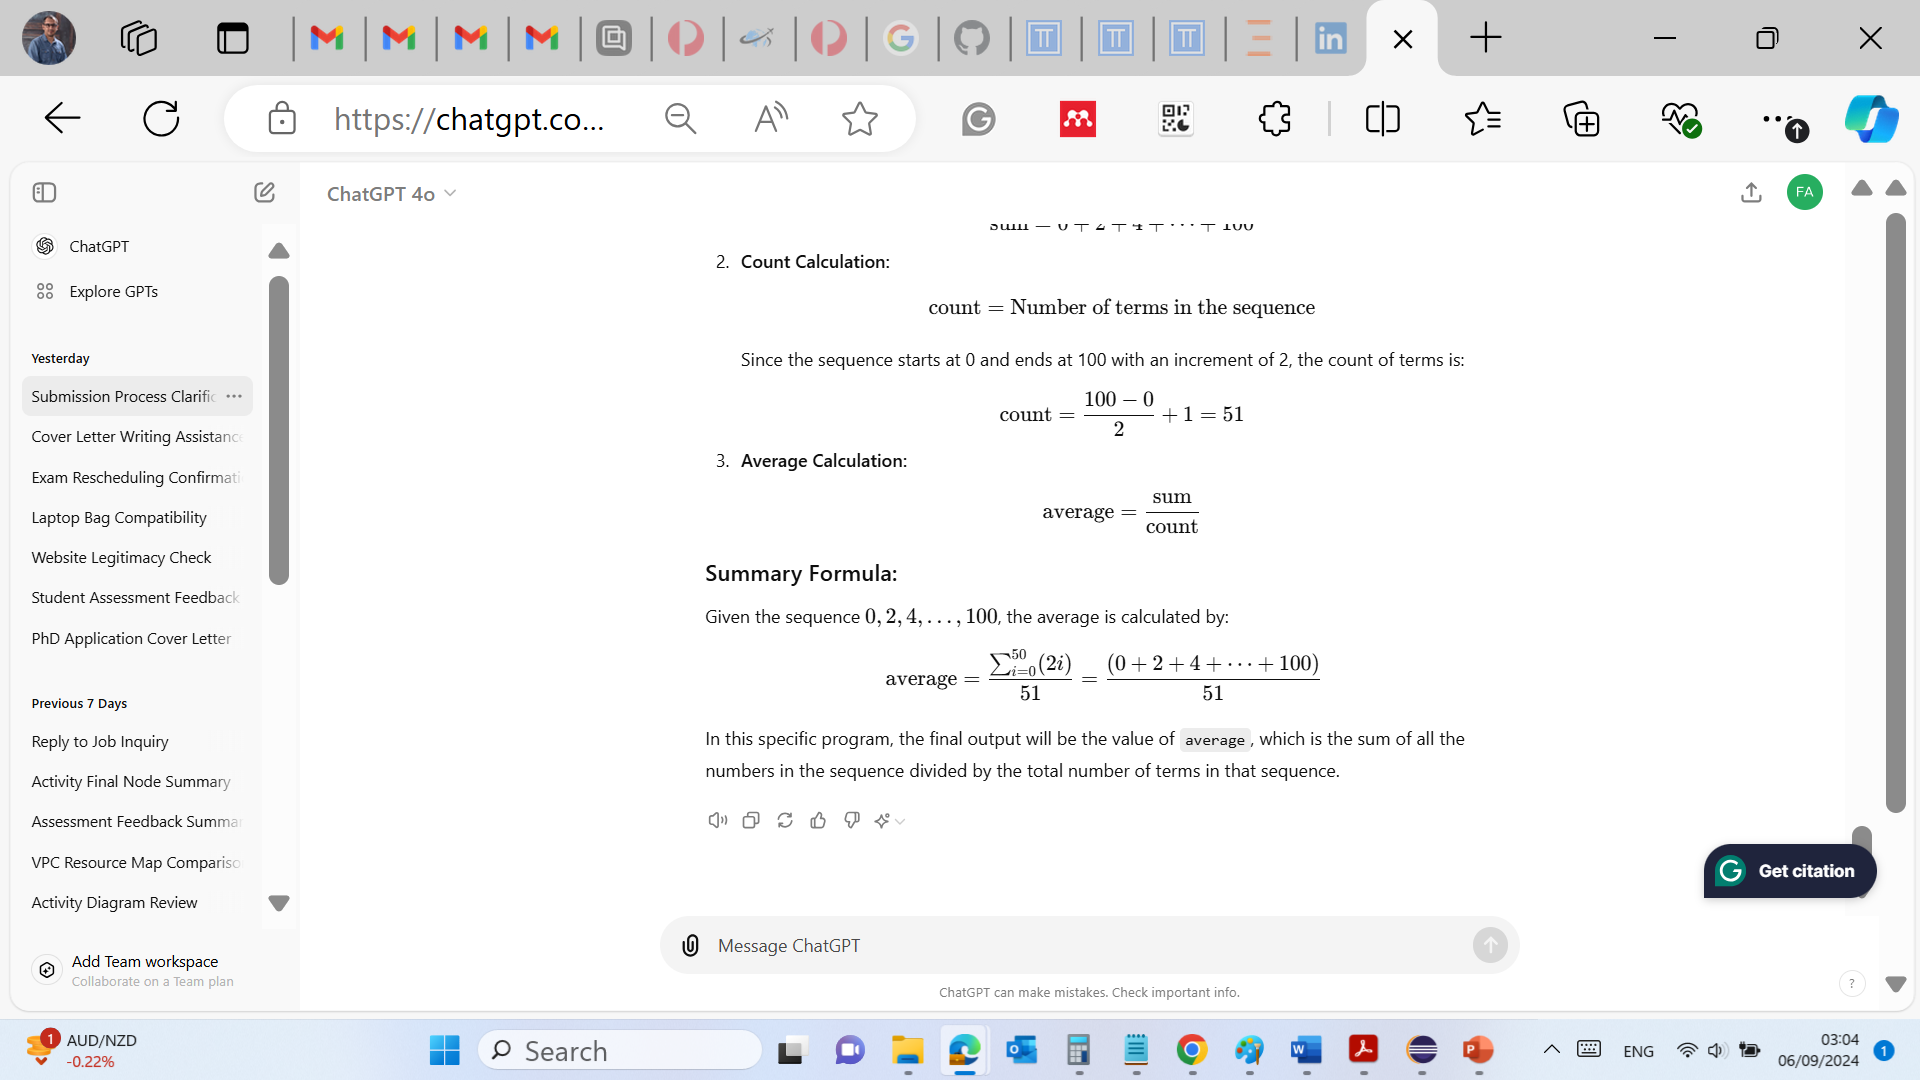 https://chatgpt.co...
ChatGPT 4o
FA
ChatGPT
Explore GPTs
Yesterday
Submission Process Clarific
Cover Letter Writing Assistance
Exam Rescheduling Confirmati
Laptop Bag Compatibility
Website Legitimacy Check
Student Assessment Feedback
PhD Application Cover Letter
Previous 7 Days
Reply to Job Inquiry
Activity Final Node Summary
Assessment Feedback Summar
VPC Resource Map Compariso
Activity Diagram Review
Add Team workspace
Collaborate on a Team plan
sum = 0 + 2 + 4 + ⋯ + 100
2. Count Calculation:
count = Number of terms in the sequence
Since the sequence starts at 0 and ends at 100 with an increment of 2, the count of terms is:
count = (100 − 0)/2 + 1 = 51
3. Average Calculation:
average = sum/count
Summary Formula:
Given the sequence 0, 2, 4, …, 100, the average is calculated by:
average = ∑_{i=0}^{50}(2i)/51 = (0 + 2 + 4 + ⋯ + 100)/51
In this specific program, the final output will be the value of average, which is the sum of all the
numbers in the sequence divided by the total number of terms in that sequence.
Get citation
Message ChatGPT
ChatGPT can make mistakes. Check important info.
?
1
AUD/NZD
-0.22%
Search
ENG
03:04
06/09/2024
1